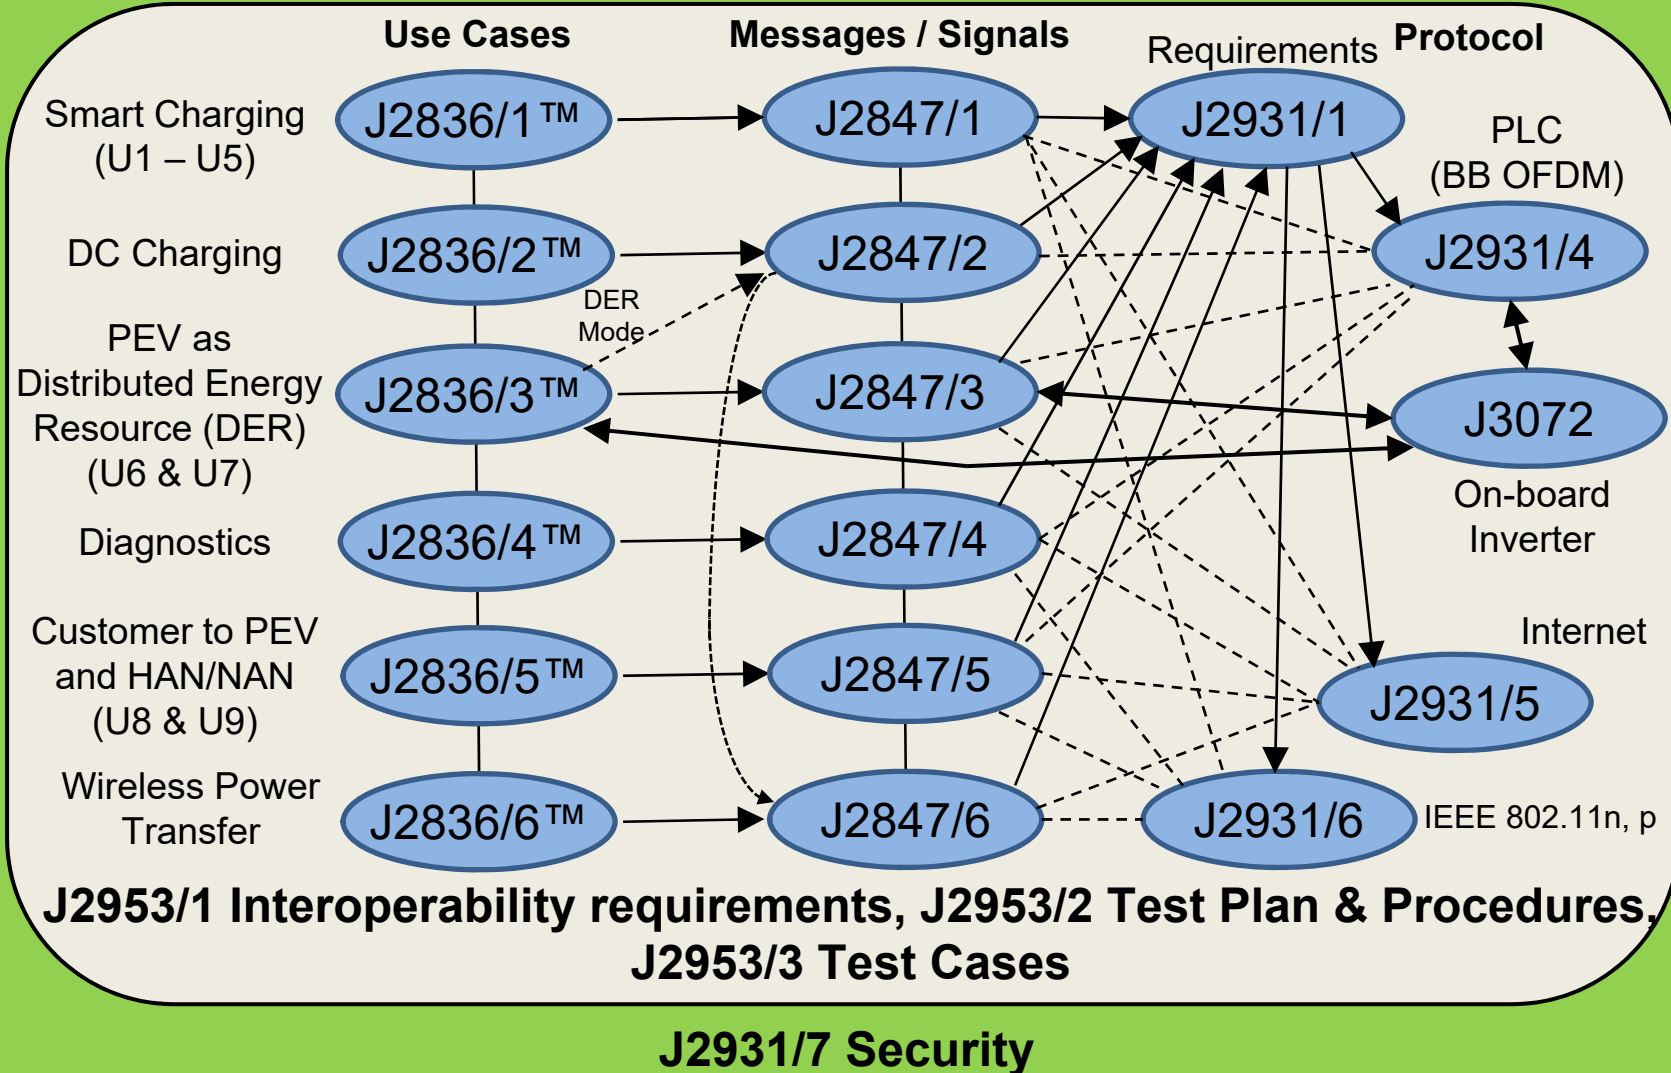 Use Cases
Messages / Signals
Requirements
Protocol
Smart Charging
(U1 – U5)
J2836/1™
J2847/1
J2931/1
PLC
(BB OFDM)
DC Charging
J2836/2™
J2847/2
J2931/4
DER
Mode
PEV as
Distributed Energy
Resource (DER)
(U6 & U7)
J2836/3™
J2847/3
J3072
On-board
Inverter
Diagnostics
J2836/4™
J2847/4
Customer to PEV
and HAN/NAN
(U8 & U9)
J2836/5™
J2847/5
Internet
J2931/5
Wireless Power
Transfer
J2836/6™
J2847/6
J2931/6
IEEE 802.11n, p
J2953/1 Interoperability requirements, J2953/2 Test Plan & Procedures,
J2953/3 Test Cases
J2931/7 Security